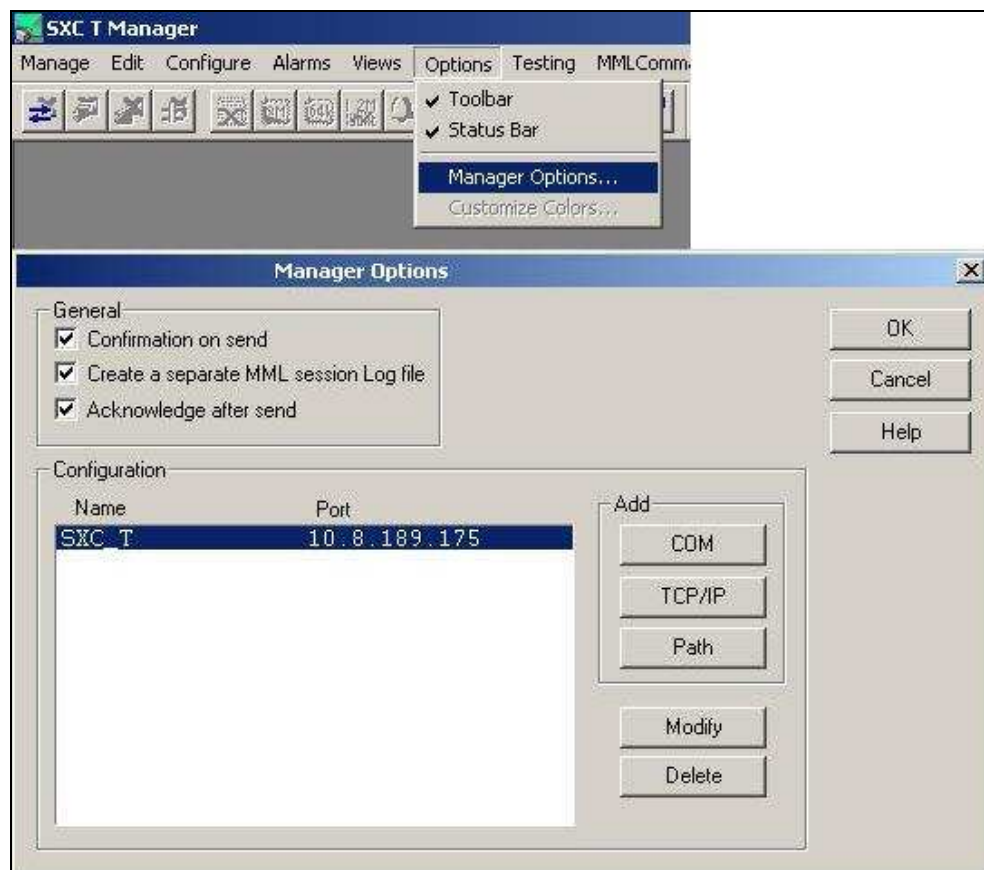 SXC T Manager
Manage Edit Configure Alarms Views Options Testing MMLComm
Toolbar
Status Bar
Manager Options...
Customize Colors...
Manager Options
General
Confirmation on send
Create a separate MML session Log file
Acknowledge after send
OK
Cancel
Help
Configuration
Name Port
SXC_T 10.8.189.175
Add
COM
TCP/IP
Path
Modify
Delete